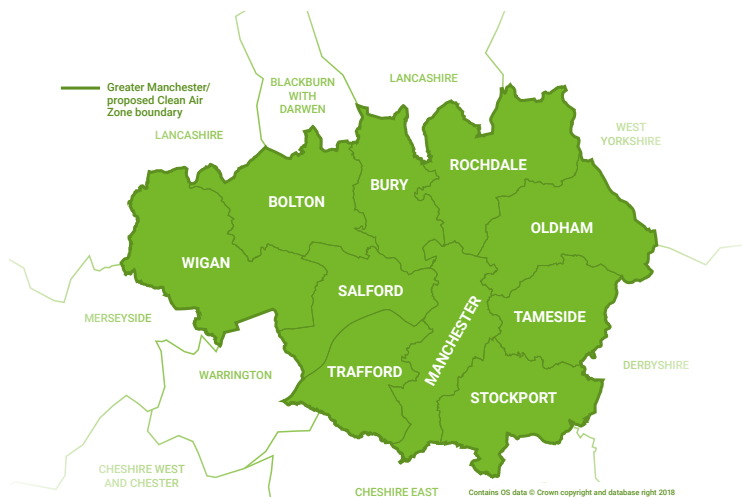 Greater Manchester/
proposed Clean Air
Zone boundary
BLACKBURN
WITH
DARWEN
LANCASHIRE
LANCASHIRE
WEST
YORKSHIRE
ROCHDALE
BURY
BOLTON
OLDHAM
WIGAN
SALFORD
MANCHESTER
TAMESIDE
MERSEYSIDE
WARRINGTON
TRAFFORD
DERBYSHIRE
STOCKPORT
CHESHIRE WEST
AND CHESTER
CHESHIRE EAST
Contains OS data © Crown copyright and database right 2018